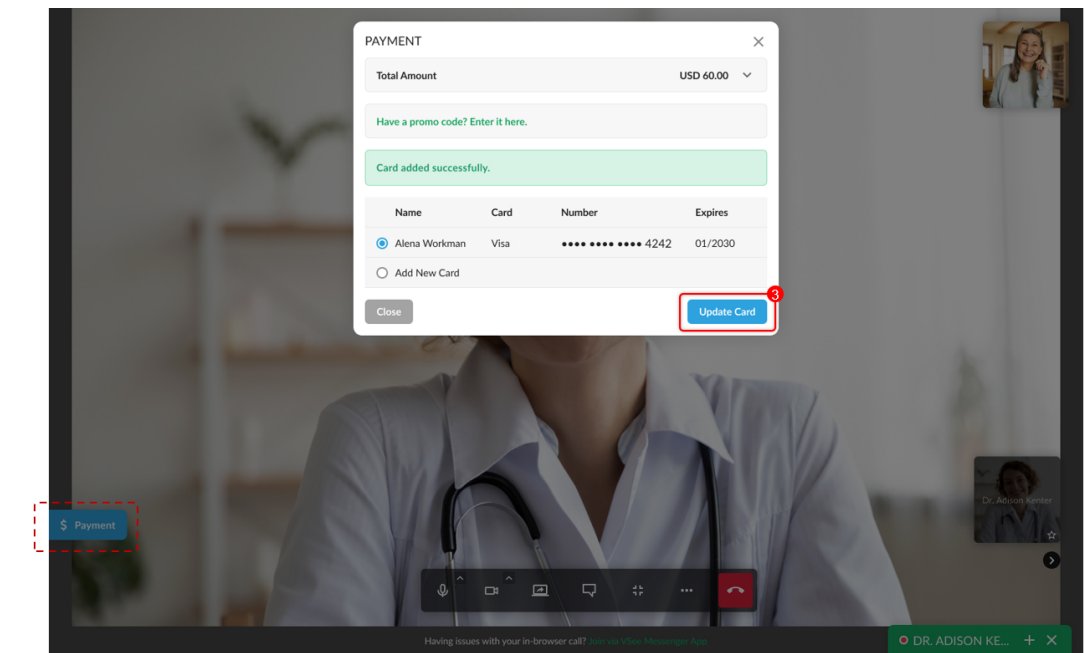 PAYMENT
Total Amount USD 60.00
Have a promo code? Enter it here.
Card added successfully.
Name Card Number Expires
Alena Workman Visa •••• •••• •••• 4242 01/2030
Add New Card
3
Close Update Card
Dr. Adison Kenter
$ Payment
Having issues with your in-browser call? Join via VSee Messenger App
DR. ADISON KE...